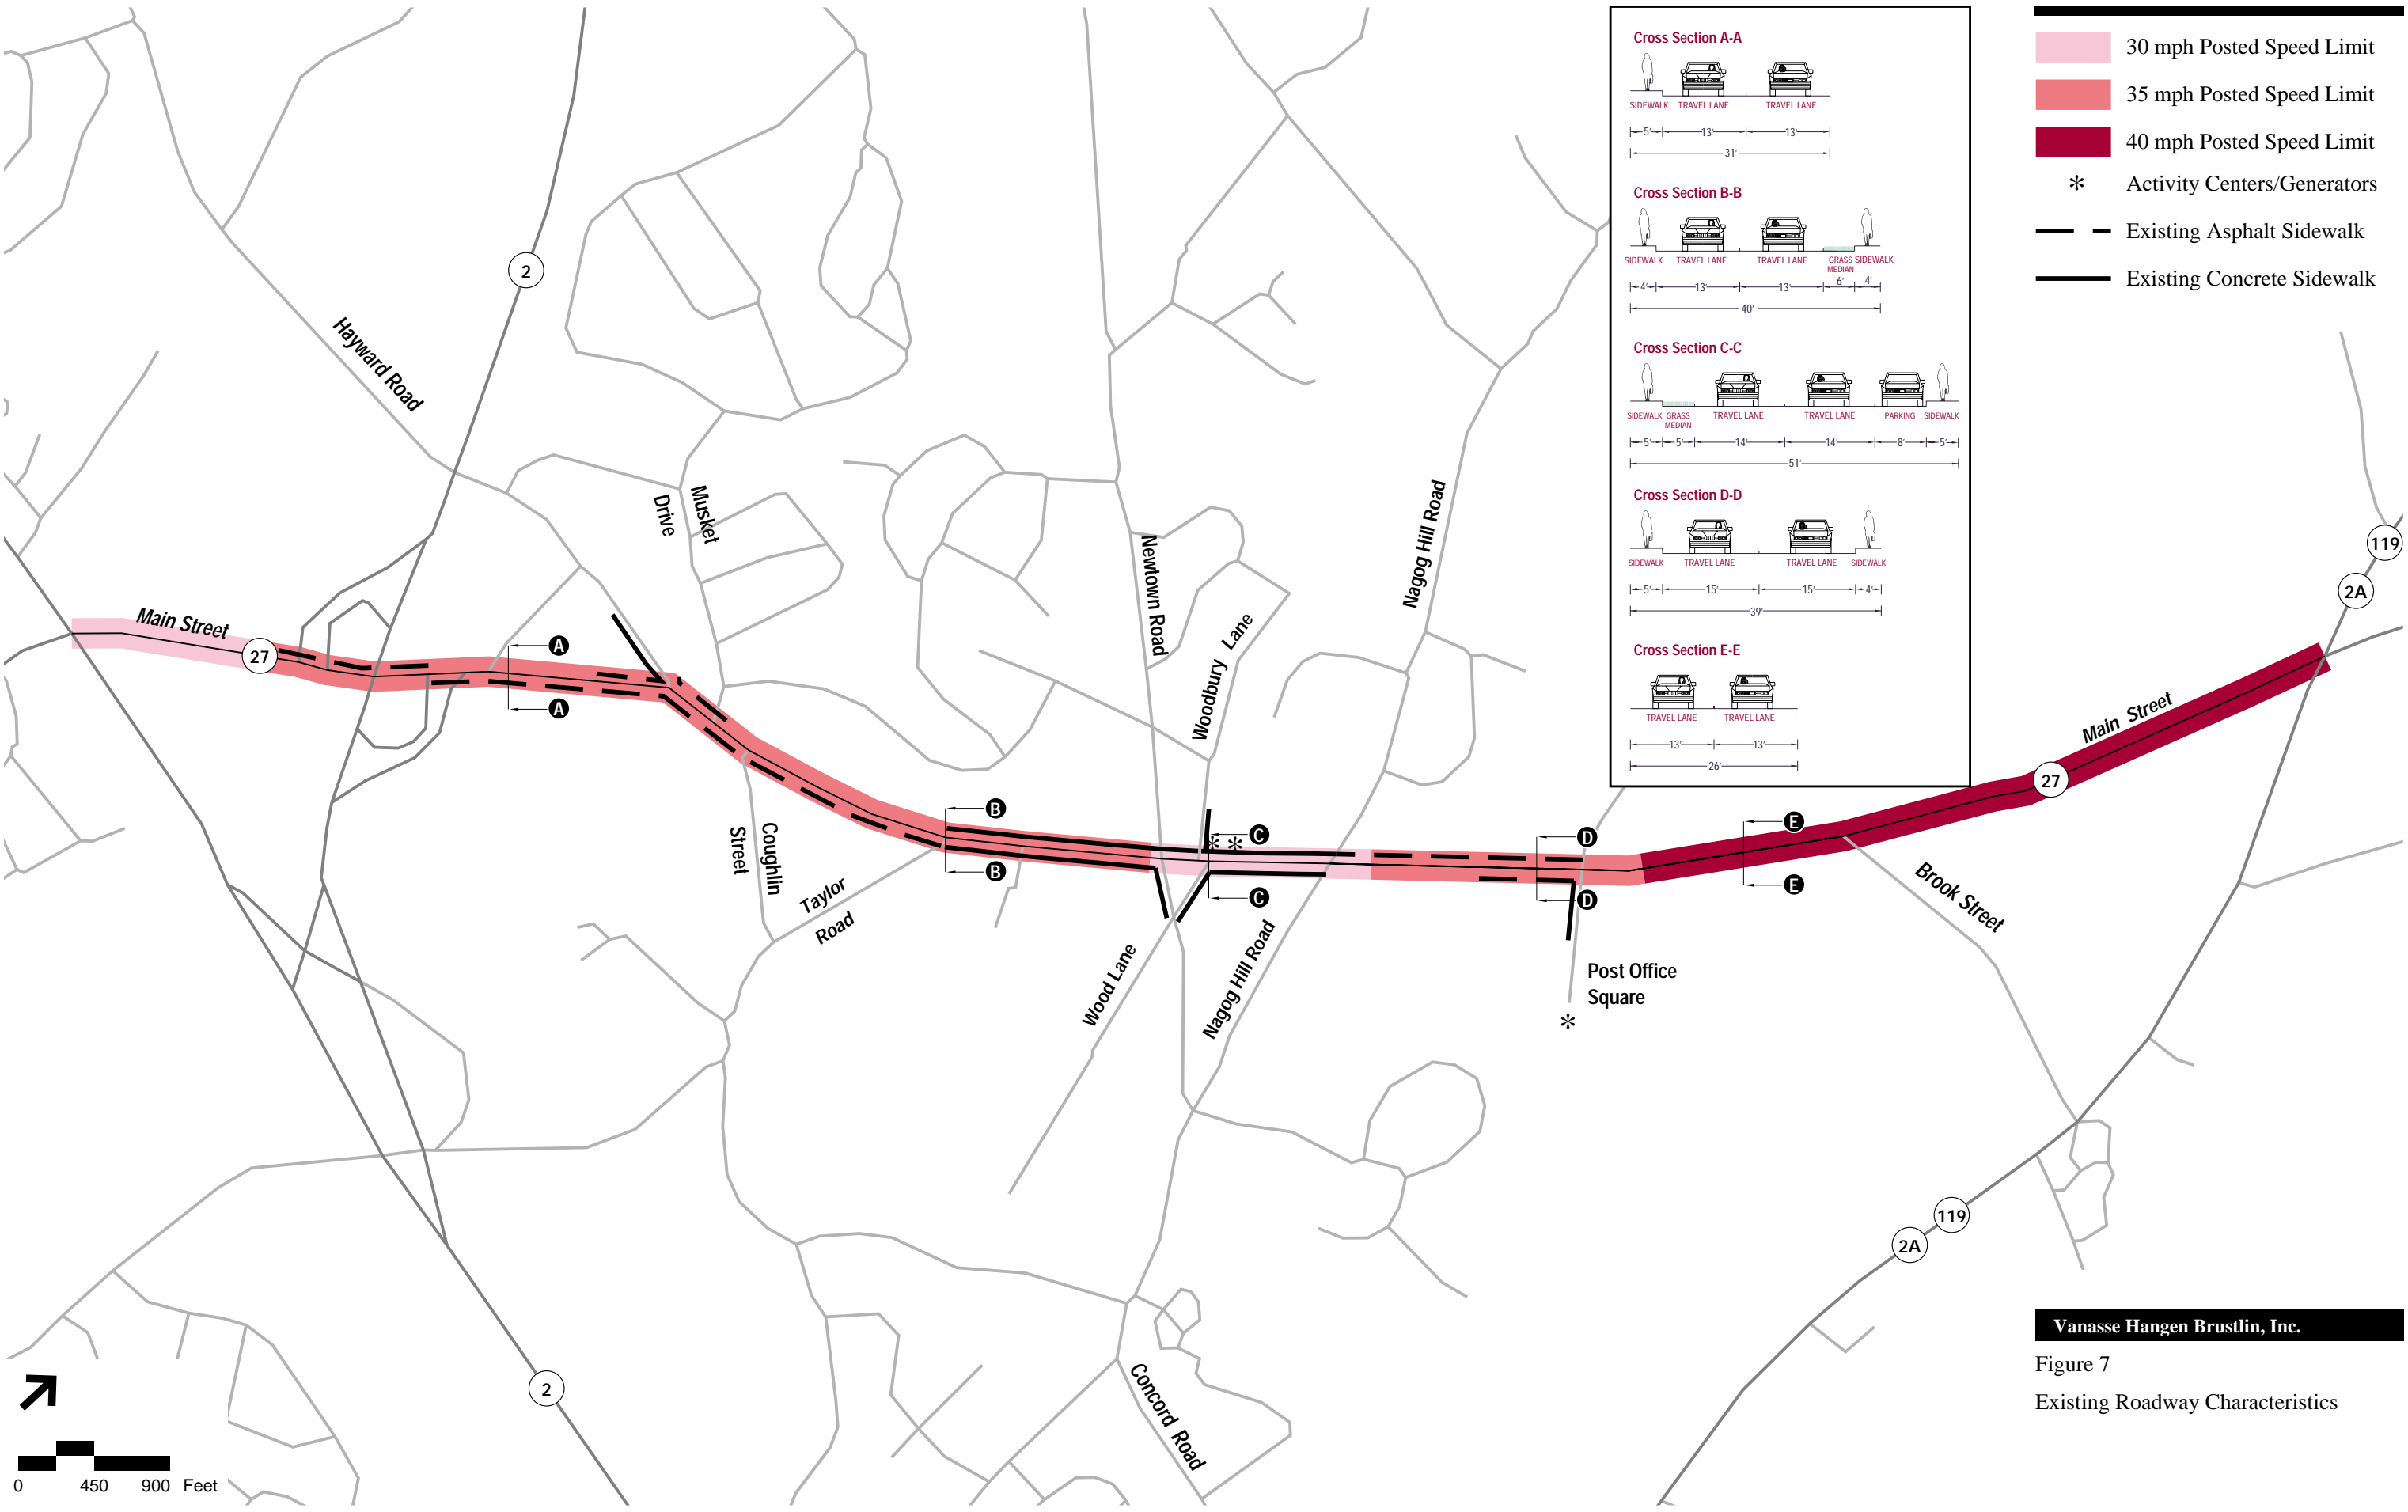 Cross Section A-A
SIDEWALK TRAVEL LANE TRAVEL LANE
5' 13' 13'
31'
Cross Section B-B
SIDEWALK TRAVEL LANE TRAVEL LANE GRASS SIDEWALK
MEDIAN
4' 13' 13' 6' 4'
40'
Cross Section C-C
SIDEWALK GRASS TRAVEL LANE TRAVEL LANE PARKING SIDEWALK
MEDIAN
5' 5' 14' 14' 8' 5'
51'
Cross Section D-D
SIDEWALK TRAVEL LANE TRAVEL LANE SIDEWALK
5' 15' 15' 4'
39'
Cross Section E-E
TRAVEL LANE TRAVEL LANE
13' 13'
26'
30 mph Posted Speed Limit
35 mph Posted Speed Limit
40 mph Posted Speed Limit
* Activity Centers/Generators
Existing Asphalt Sidewalk
Existing Concrete Sidewalk
2
Hayward Road
Musket
Drive
Newtown Road
Nagog Hill Road
Woodbury Lane
119
2A
Main Street
27
A
A
Main Street
27
B
B
C
* *
C
D
D
E
E
Coughlin
Street
Taylor
Road
Brook Street
Wood Lane
Nagog Hill Road
Post Office
Square
*
119
2A
Concord Road
2
0 450 900 Feet
Vanasse Hangen Brustlin, Inc.
Figure 7
Existing Roadway Characteristics